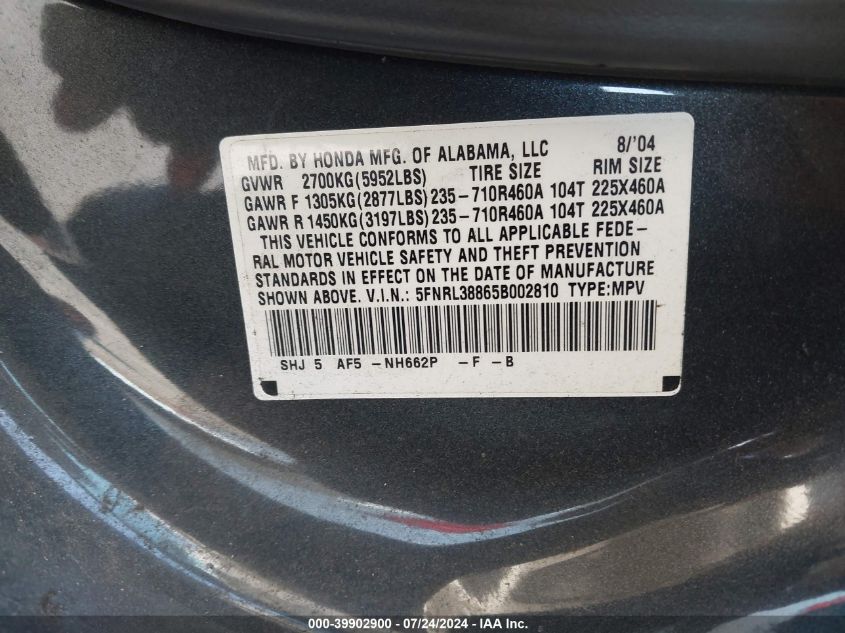 MFD. BY HONDA MFG. OF ALABAMA, LLC 8/'04
GVWR 2700KG(5952LBS) TIRE SIZE RIM SIZE
GAWR F 1305KG(2877LBS) 235-710R460A 104T 225X460A
GAWR R 1450KG(3197LBS) 235-710R460A 104T 225X460A
THIS VEHICLE CONFORMS TO ALL APPLICABLE FEDE-
RAL MOTOR VEHICLE SAFETY AND THEFT PREVENTION
STANDARDS IN EFFECT ON THE DATE OF MANUFACTURE
SHOWN ABOVE. V.I.N.: 5FNRL38865B002810 TYPE:MPV
SHJ 5 AF5 -NH662P -F -B
000-39902900 - 07/24/2024 - IAA Inc.